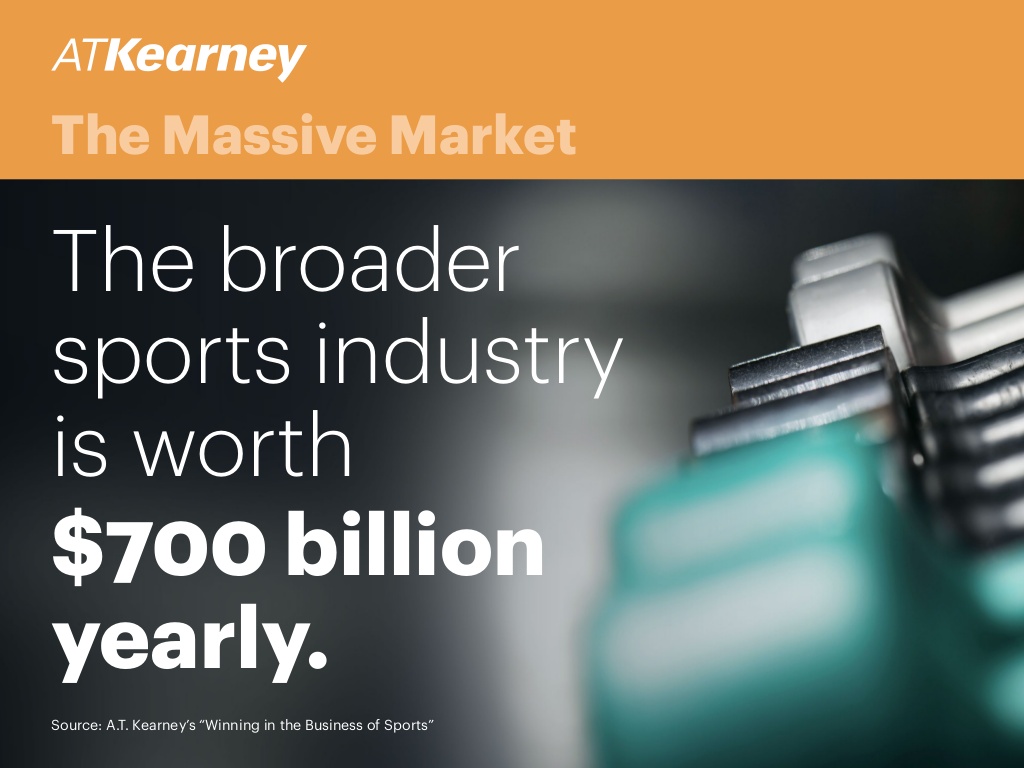 ATKearney
The Massive Market
The broader
sports industry
is worth
$700 billion
yearly.
Source: A.T. Kearney’s “Winning in the Business of Sports”